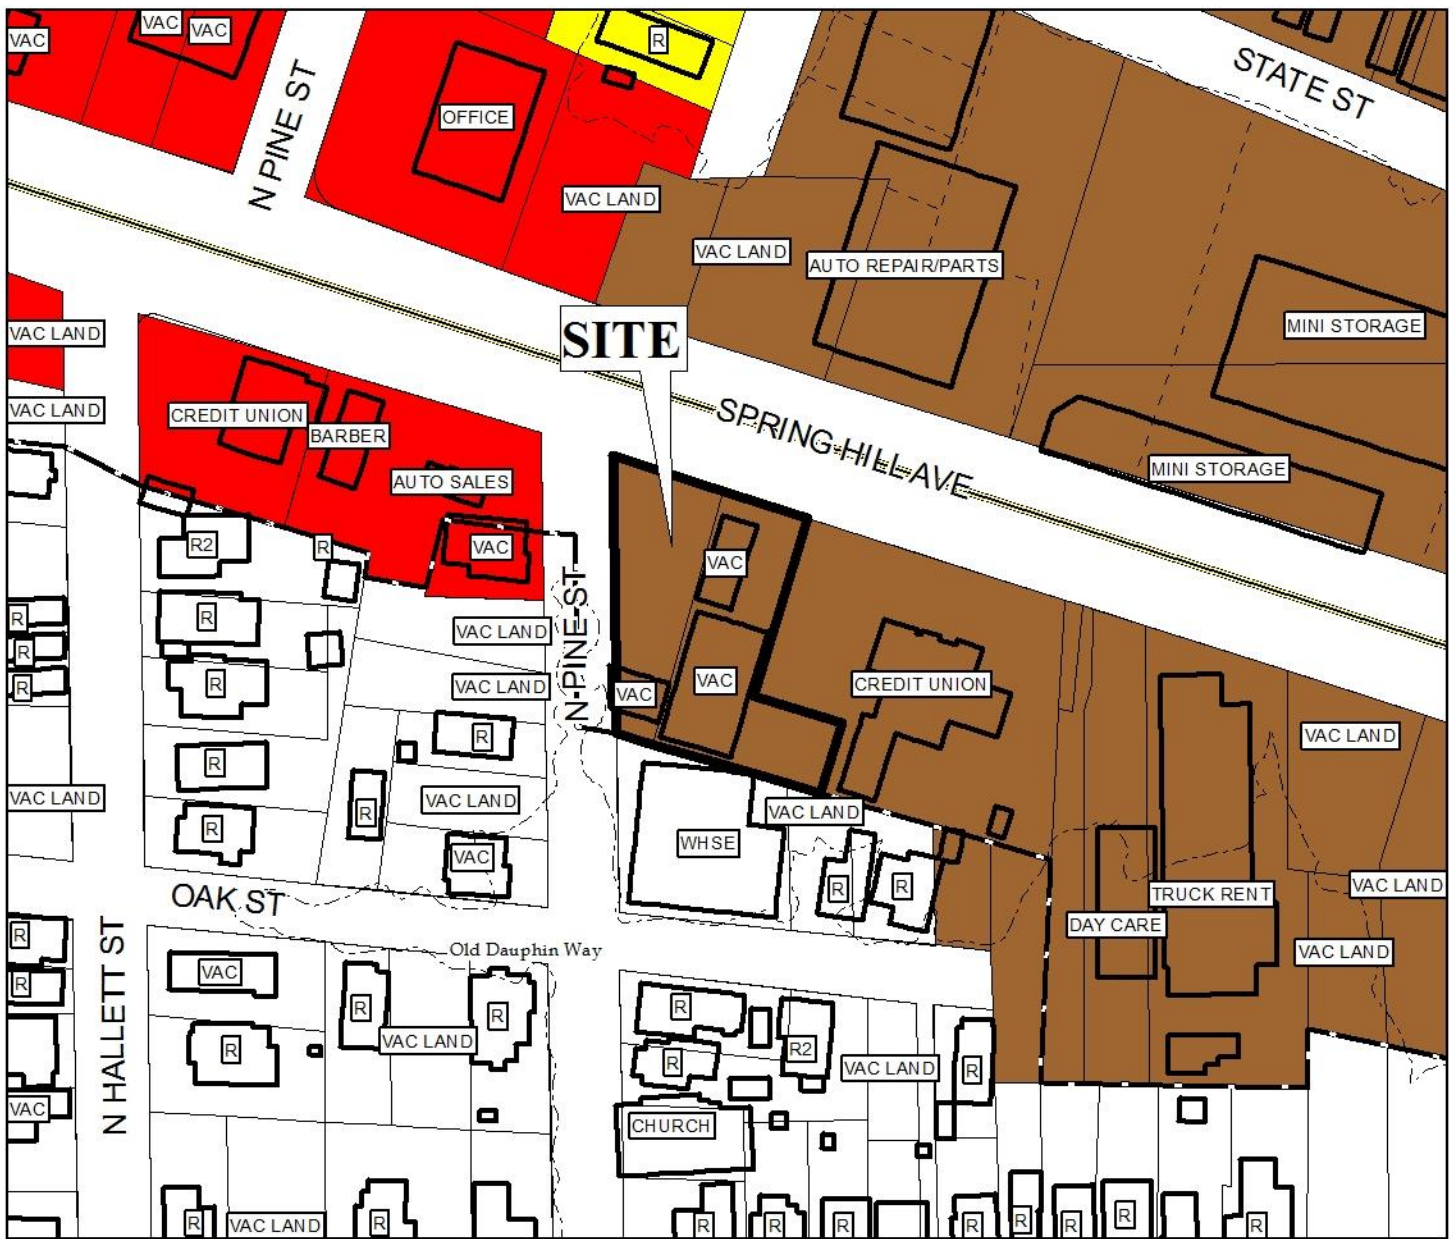 VAC
VAC
VAC
R
STATE ST
N PINE ST
OFFICE
VAC LAND
VAC LAND
AUTO REPAIR/PARTS
MINI STORAGE
VAC LAND
SITE
VAC LAND
CREDIT UNION
BARBER
SPRING HILL AVE
MINI STORAGE
AUTO SALES
R2
R
VAC
VAC
R
R
VAC LAND
N PINE ST
R
R
VAC LAND
VAC
VAC
CREDIT UNION
R
R
VAC LAND
R
VAC LAND
VAC LAND
R
VAC LAND
R
WHSE
VAC
R
R
VAC LAND
TRUCK RENT
OAK ST
DAY CARE
R
Old Dauphin Way
VAC LAND
N HALLETT ST
VAC
R
R
R
R
R
VAC LAND
R
R2
VAC LAND
R
VAC
CHURCH
R
VAC LAND
R
R
R
R
R
R
R
R
R